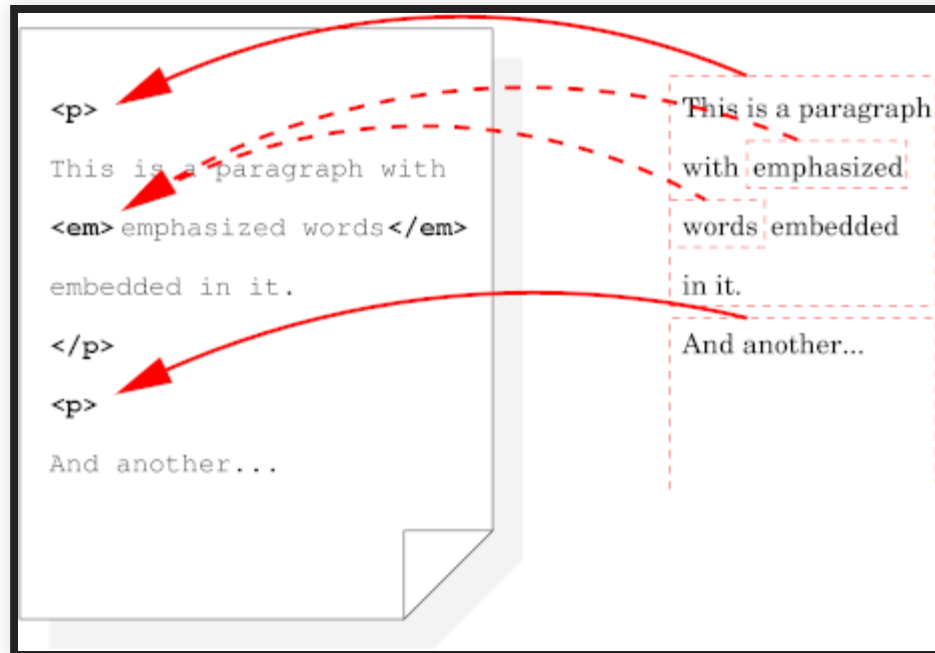 <p>
This is a paragraph with
<em>emphasized words</em>
embedded in it.
</p>
<p>
And another...
This is a paragraph
with emphasized
words embedded
in it.
And another...